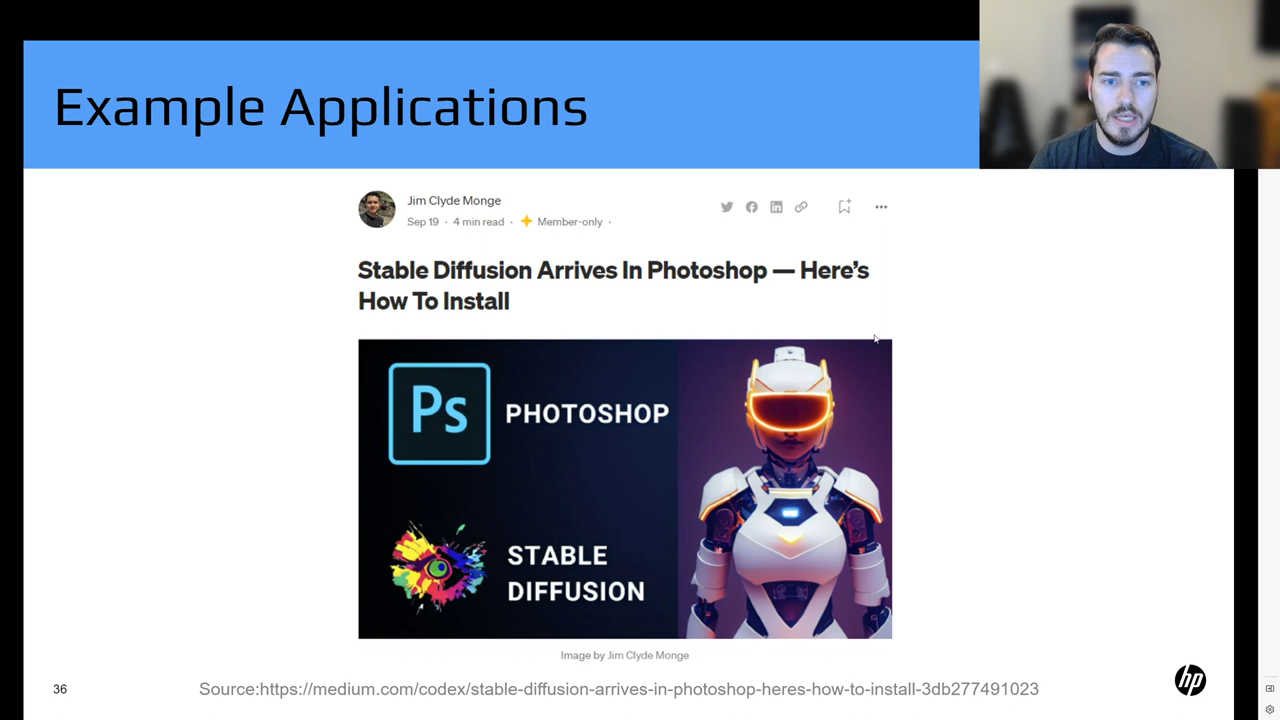 Example Applications
Jim Clyde Monge
Sep 19 · 4 min read · Member-only ·
Stable Diffusion Arrives In Photoshop — Here's
How To Install
Ps PHOTOSHOP
STABLE
DIFFUSION
Image by Jim Clyde Monge
36
Source:https://medium.com/codex/stable-diffusion-arrives-in-photoshop-heres-how-to-install-3db277491023
hp